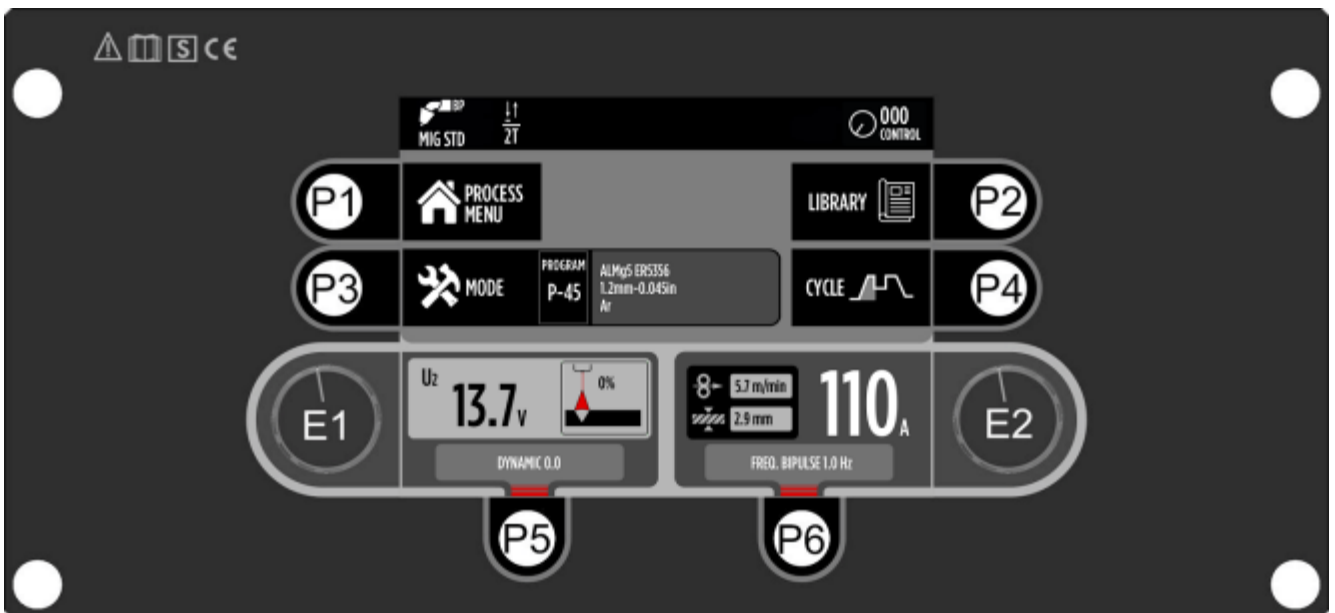 S CE
BP
MIG STD
2T
000
CONTROL
P1
PROCESS
MENU
LIBRARY
P2
P3
MODE
PROGRAM
P-45
ALMg5 ER5356
1.2mm-0.045in
Ar
CYCLE
P4
E1
U2
13.7V
0%
DYNAMIC 0.0
5.7 m/min
2.9 mm
110A
FREQ. BIPULSE 1.0 Hz
E2
P5
P6